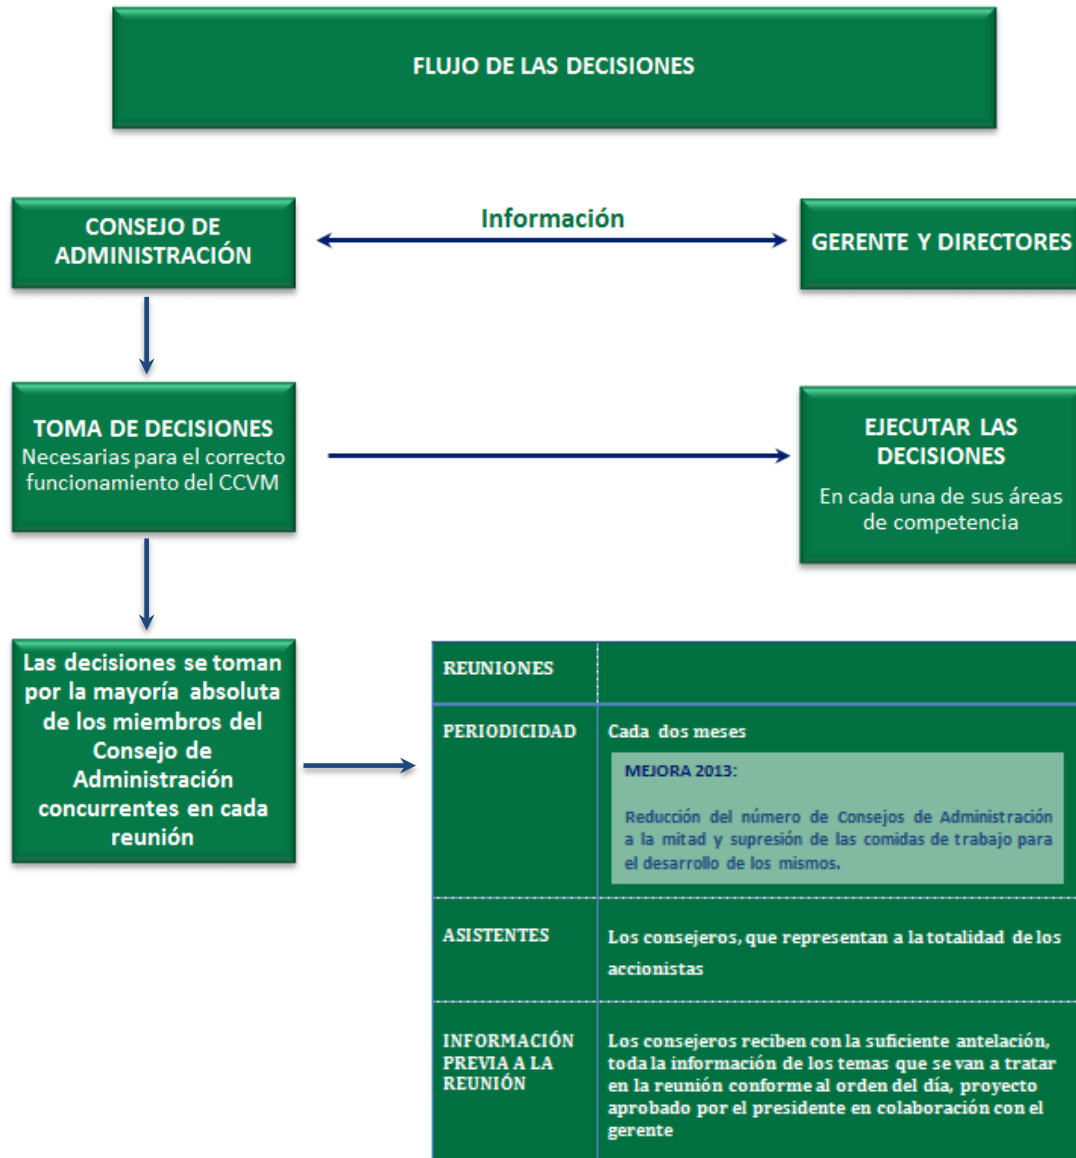 FLUJO DE LAS DECISIONES
CONSEJO DE
ADMINISTRACIÓN
Información
GERENTE Y DIRECTORES
TOMA DE DECISIONES
Necesarias para el correcto
funcionamiento del CCVM
EJECUTAR LAS
DECISIONES
En cada una de sus áreas
de competencia
Las decisiones se toman
por la mayoría absoluta
de los miembros del
Consejo de
Administración
concurrentes en cada
reunión
REUNIONES
PERIODICIDAD
Cada dos meses
MEJORA 2013:
Reducción del número de Consejos de Administración
a la mitad y supresión de las comidas de trabajo para
el desarrollo de los mismos.
ASISTENTES
Los consejeros, que representan a la totalidad de los
accionistas
INFORMACIÓN
PREVIA A LA
REUNIÓN
Los consejeros reciben con la suficiente antelación,
toda la información de los temas que se van a tratar
en la reunión conforme al orden del día, proyecto
aprobado por el presidente en colaboración con el
gerente